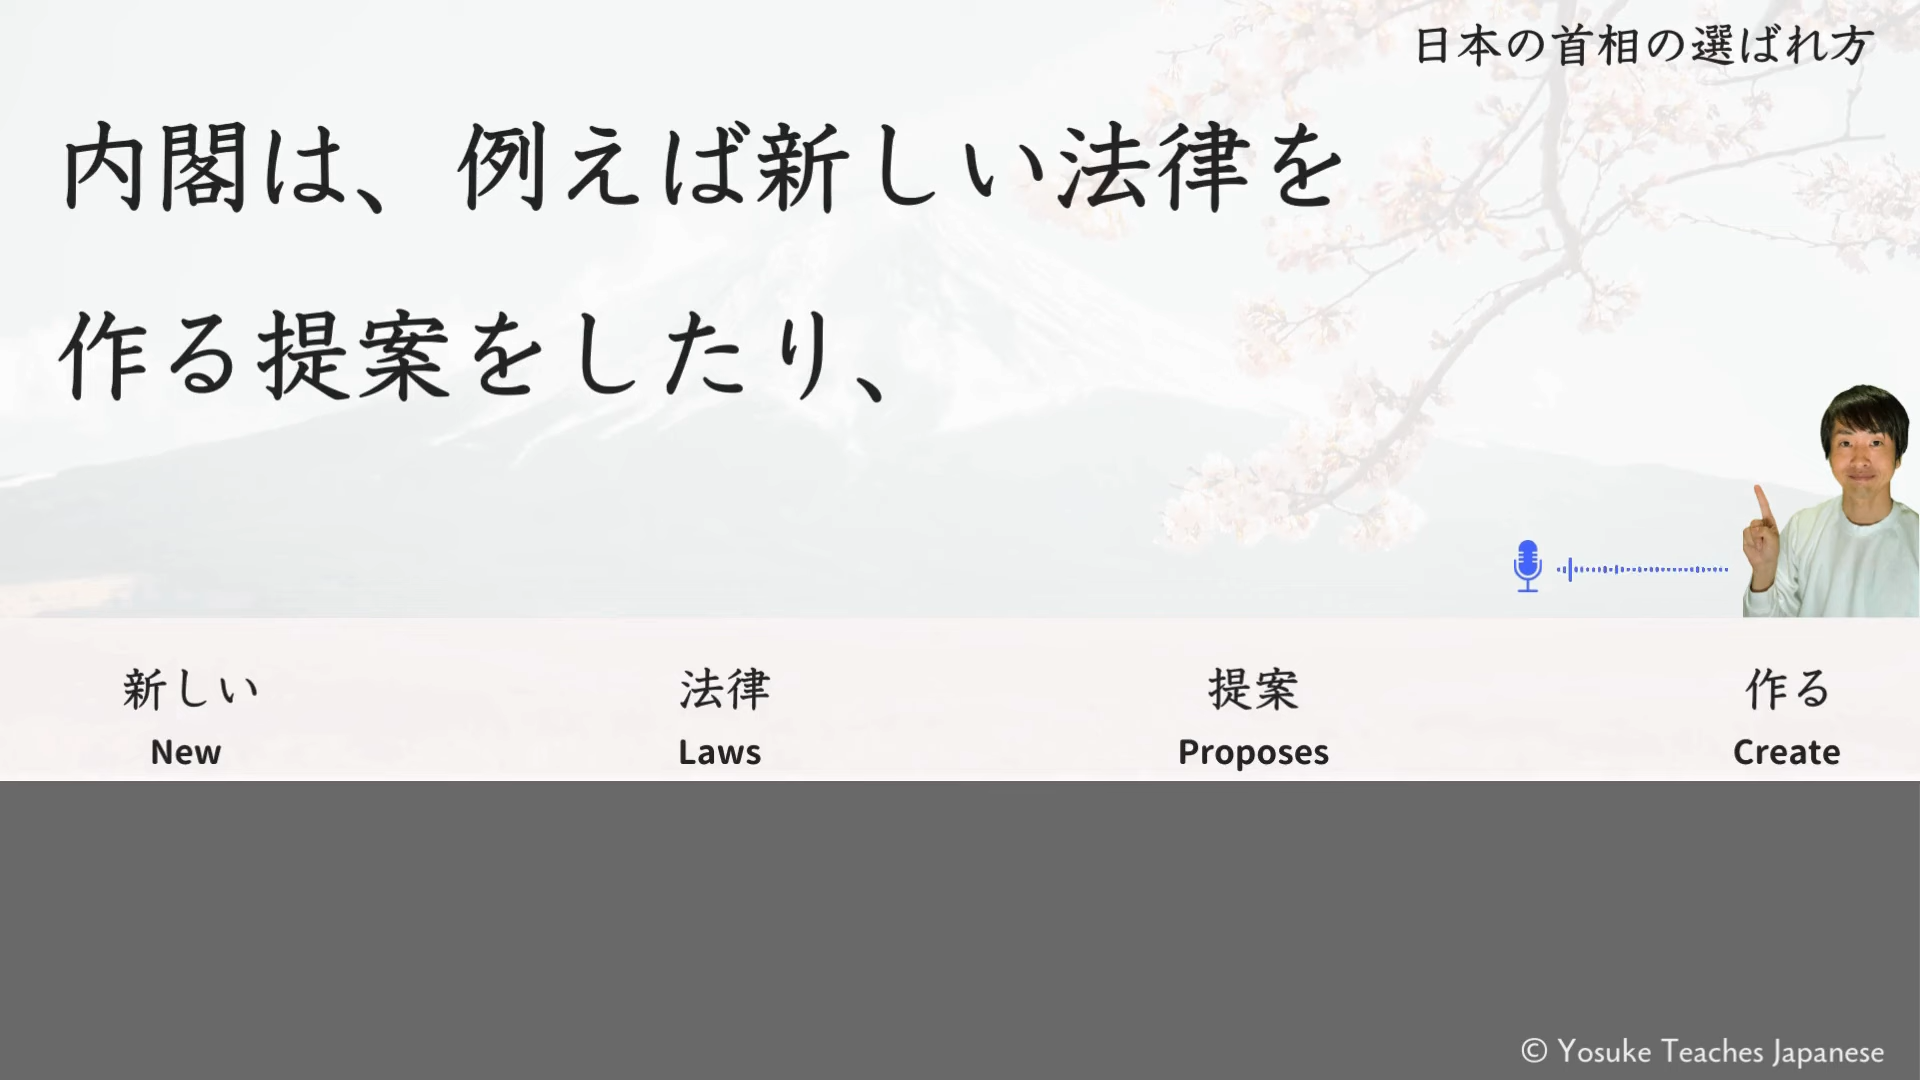 日本の首相の選ばれ方
内閣は、例えば新しい法律を
作る提案をしたり、
新しい
法律
提案
作る
New
Laws
Proposes
Create
© Yosuke Teaches Japanese